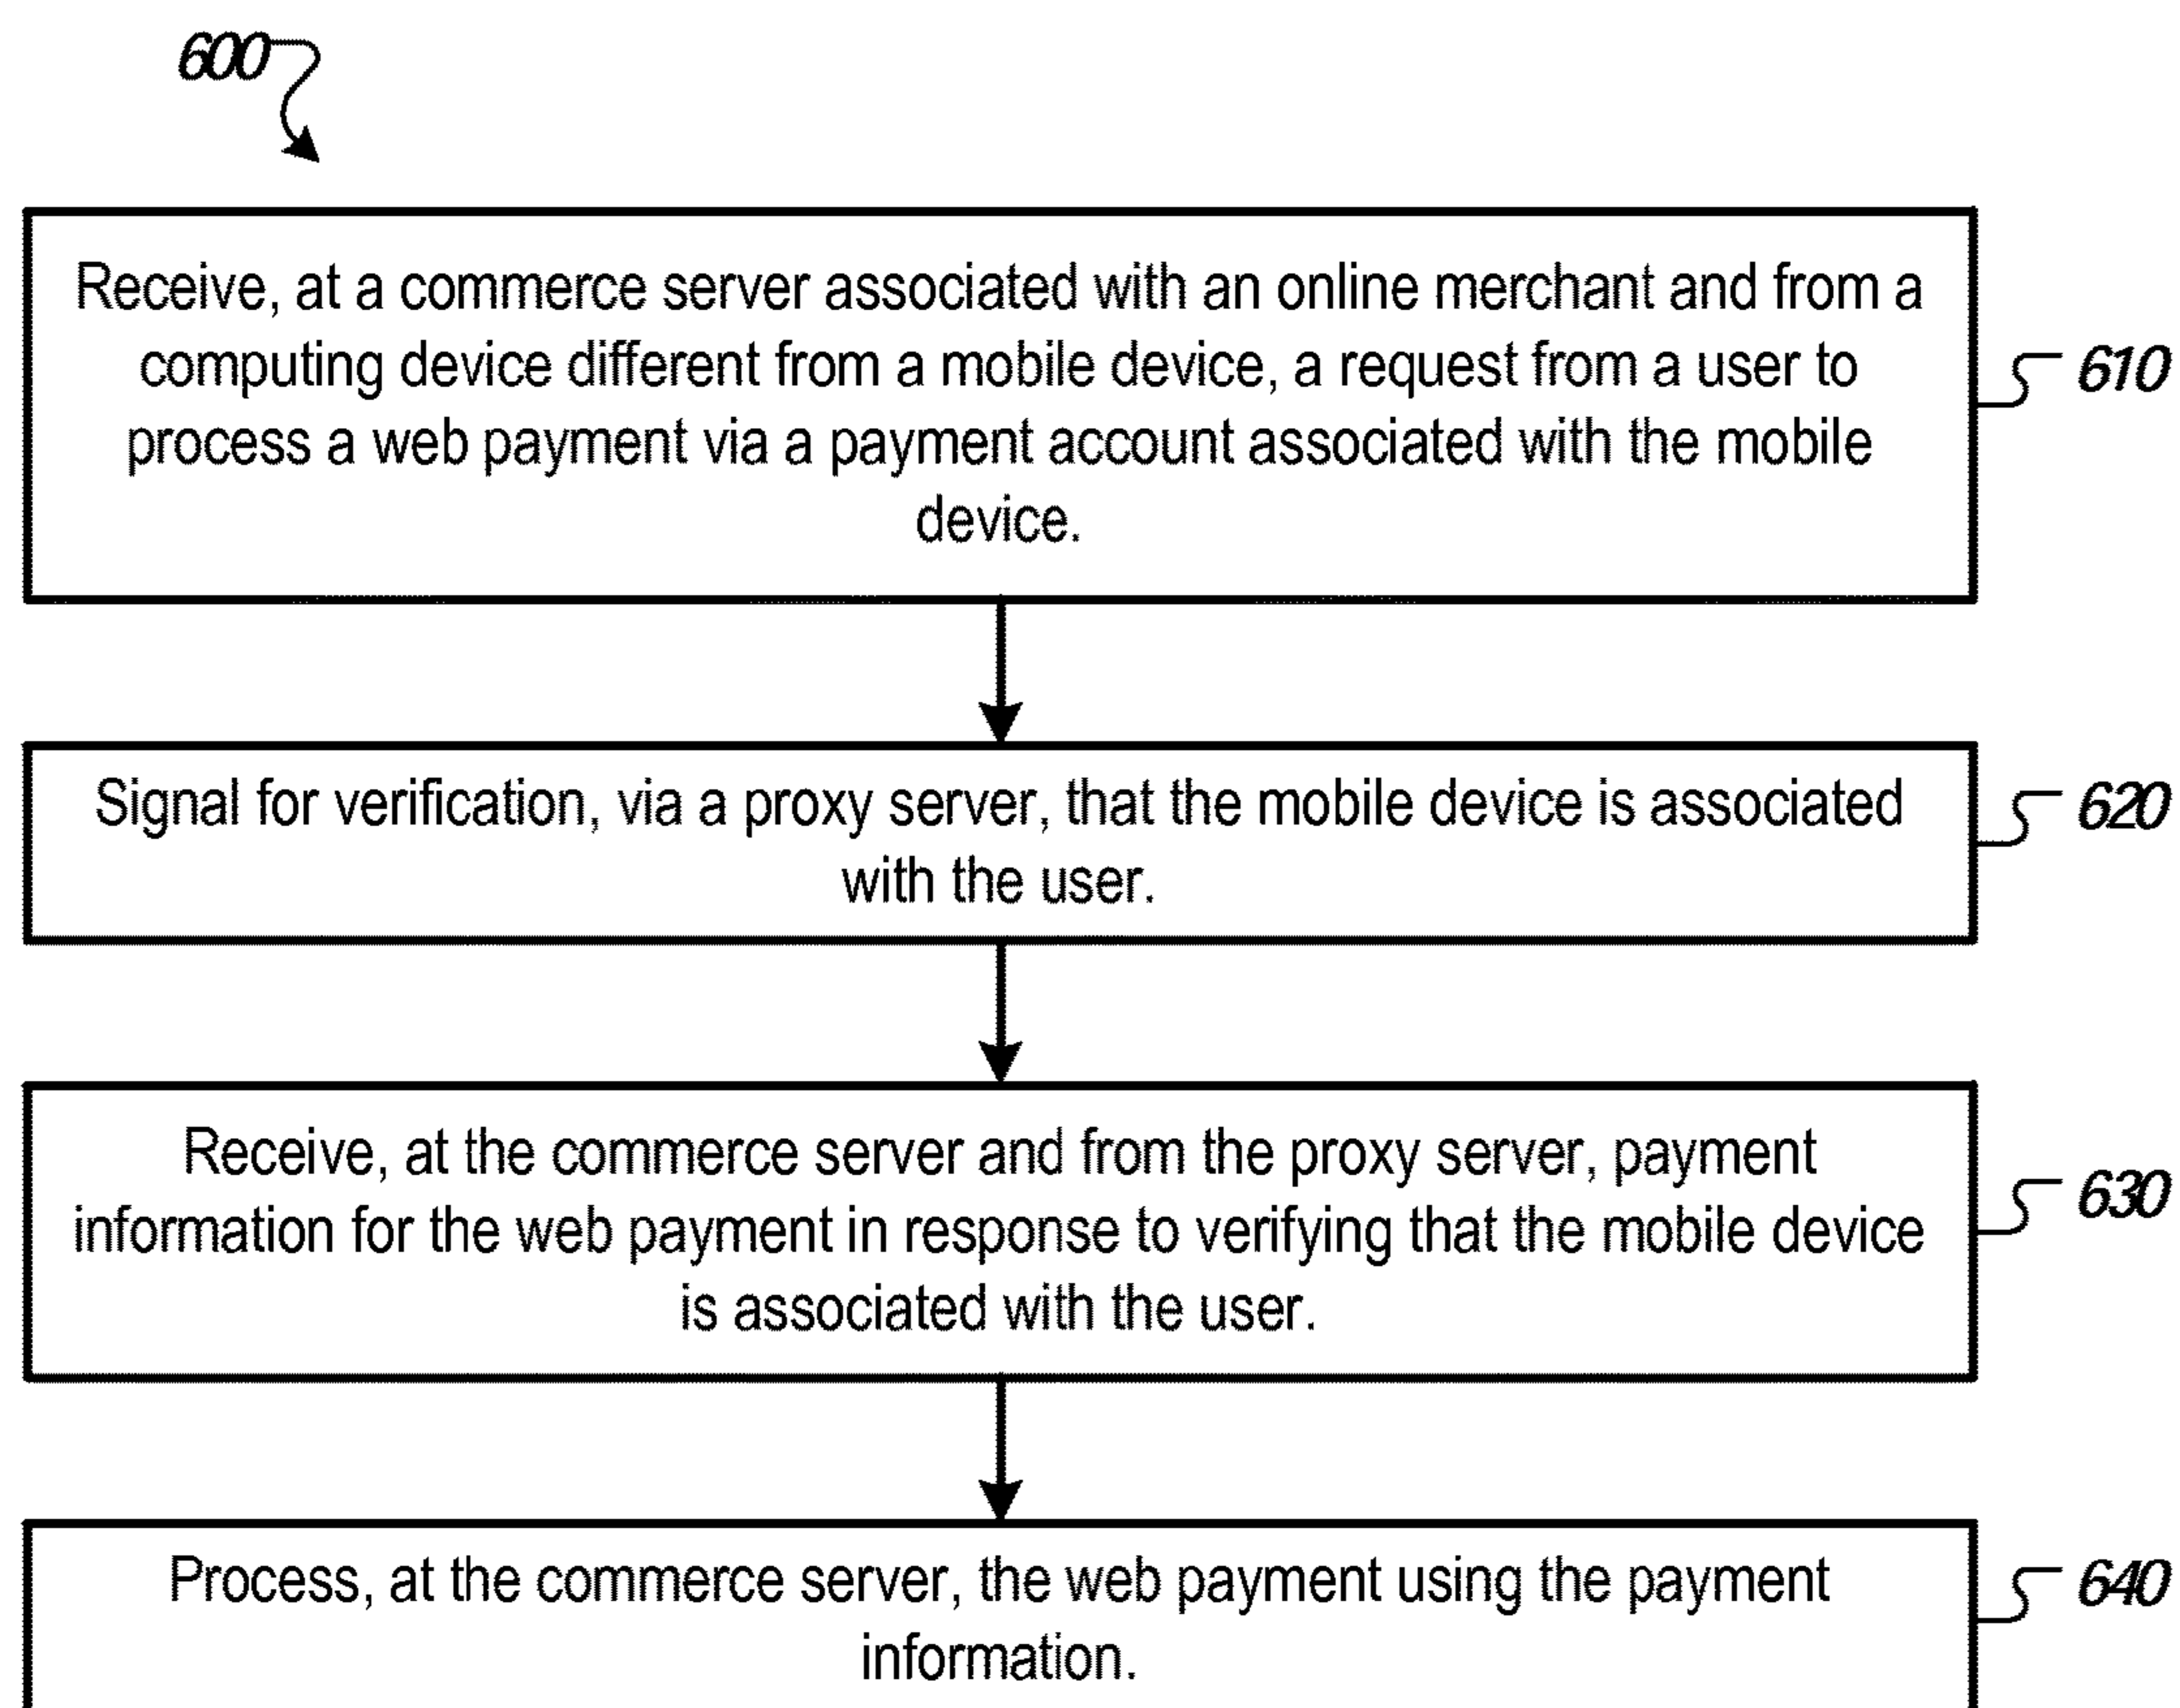 600
Receive, at a commerce server associated with an online merchant and from a
computing device different from a mobile device, a request from a user to
process a web payment via a payment account associated with the mobile
device.
610
Signal for verification, via a proxy server, that the mobile device is associated
with the user.
620
Receive, at the commerce server and from the proxy server, payment
information for the web payment in response to verifying that the mobile device
is associated with the user.
630
Process, at the commerce server, the web payment using the payment
information.
640